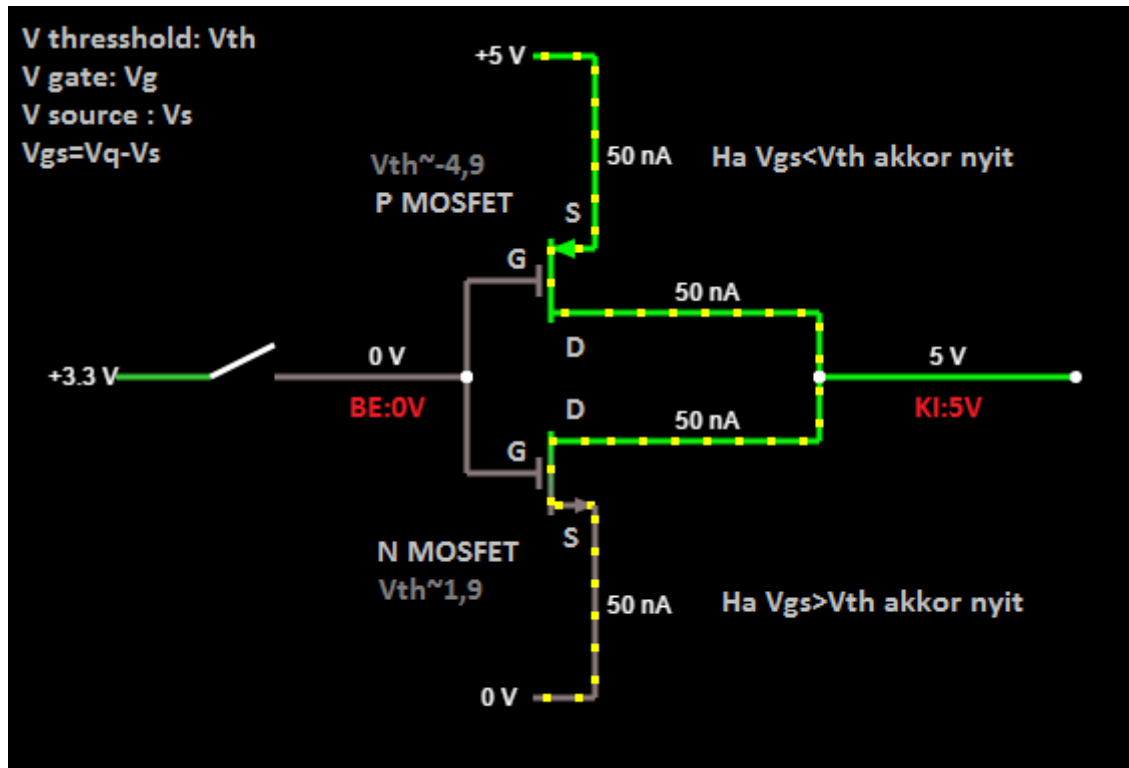 V thresshold: Vth
V gate: Vg
V source : Vs
Vgs=Vq-Vs
+5 V
50 nA
Ha Vgs<Vth akkor nyit
Vth~-4,9
P MOSFET
S
G
50 nA
D
+3.3 V
0 V
BE:0V
5 V
KI:5V
D
50 nA
G
S
N MOSFET
Vth~1,9
50 nA
Ha Vgs>Vth akkor nyit
0 V